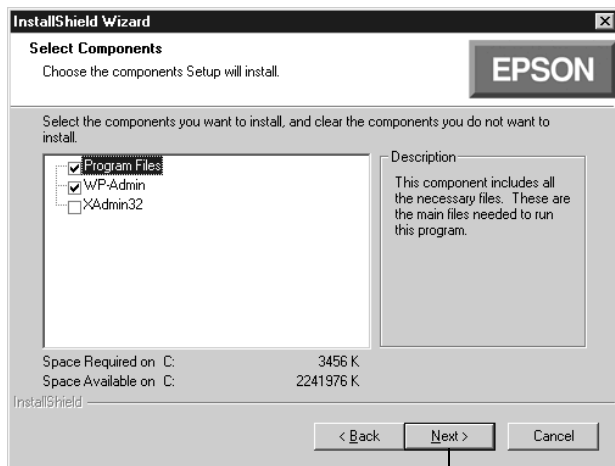 InstallShield Wizard
Select Components
Choose the components Setup will install.
EPSON
Select the components you want to install, and clear the components you do not want to
install.
Program Files
WP-Admin
XAdmin32
Description
This component includes all
the necessary files. These are
the main files needed to run
this program.
Space Required on C: 3456 K
Space Available on C: 2241976 K
InstallShield
< Back
Next >
Cancel